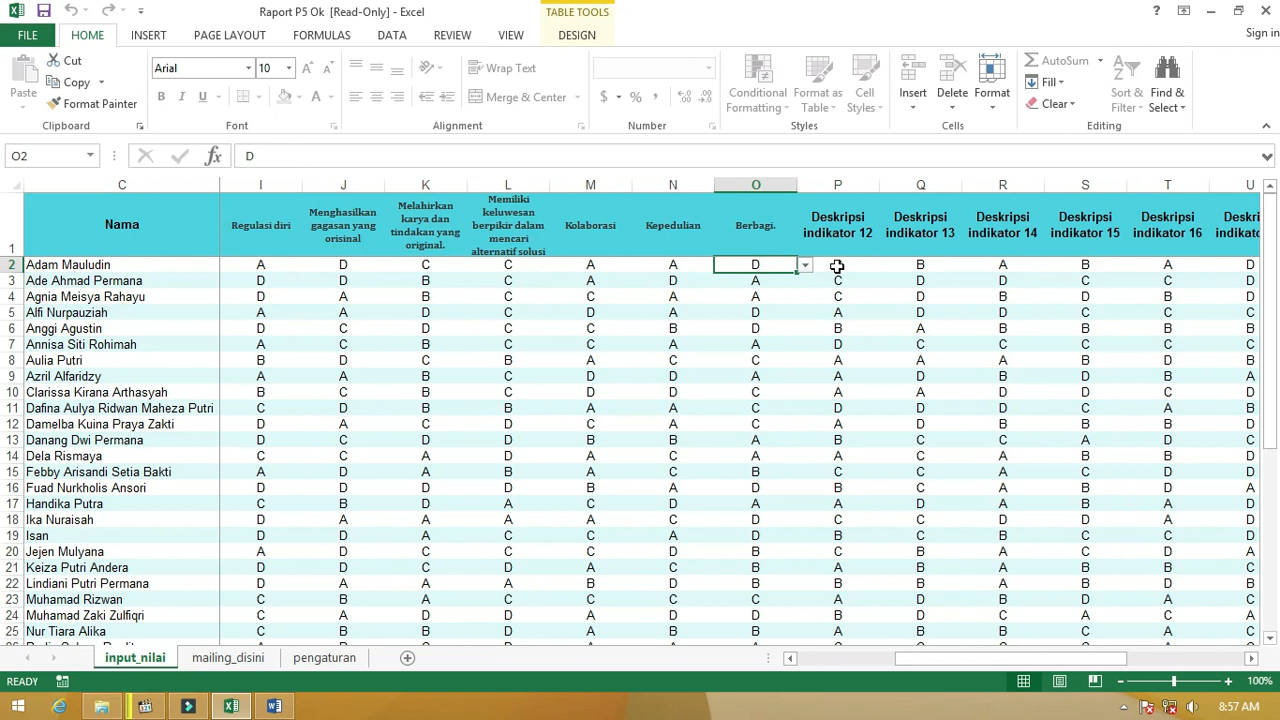 Raport P5 Ok [Read-Only] - Excel
TABLE TOOLS
?
FILE HOME INSERT PAGE LAYOUT FORMULAS DATA REVIEW VIEW DESIGN Sign in
Paste Cut Copy Format Painter
Arial 10
B I U A
Wrap Text
Merge & Center
$ % ,
Conditional Formatting
Format as Table
Cell Styles
Insert Delete Format
AutoSum Fill Clear
Sort & Filter
Find & Select
Clipboard Font Alignment Number Styles Cells Editing
O2 fx D
C I J K L M N O P Q R S T U
1 Nama Regulasi diri Menghasilkan gagasan yang orisinal Melahirkan karya dan tindakan yang original. Memiliki keluwesan berpikir dalam mencari alternatif solusi Kolaborasi Kepedulian Berbagi. Deskripsi indikator 12 Deskripsi indikator 13 Deskripsi indikator 14 Deskripsi indikator 15 Deskripsi indikator 16
2 Adam Mauludin A D C C A A D B A B A D
3 Ade Ahmad Permana D D B C A D A C D D C C D
4 Agnia Meisya Rahayu D A B C C A A C D B D B C
5 Alfi Nurpauziah A A D C D A D A D D C C C
6 Anggi Agustin D C D C C B D B A B B B B
7 Annisa Siti Rohimah A C B C C A A D C C C C C
8 Aulia Putri B D C B A C C A A A B D B
9 Azril Alfaridzy A A B C D D A A D B D B A
10 Clarissa Kirana Arthasyah B C B C D D C A A D D C C
11 Dafina Aulya Ridwan Maheza Putri C D B B A A C D D D C A B
12 Damelba Kuina Praya Zakti D A C D C A C A D B B B B
13 Danang Dwi Permana D C D C B B A B C C A D D
14 Dela Rismaya D C A D A C A A C A B B C
15 Febby Arisandi Setia Bakti A D A B A C B C C B C C C
16 Fuad Nurkholis Ansori D D D D B A D B C B D A B
17 Handika Putra C B D A C D A A A B D A C
18 Ika Nuraisah D A A A A C D C C D D A C
19 Isan D D A C C A D B C B C C C
20 Jejen Mulyana A D C C A D B C B A C D A
21 Keiza Putri Andera D D A C C C B A B A B A B
22 Lindiani Putri Permana D A A A B D B B B A B D B
23 Muhamad Rizwan C B A C C C C A D B D C C
24 Muhamad Zaki Zulfiqri C A D D A D B B D C A C A
25 Nur Tiara Alika C B B C A B B A B B C A B
input_nilai mailing_disini pengaturan
READY 100%
8:57 AM